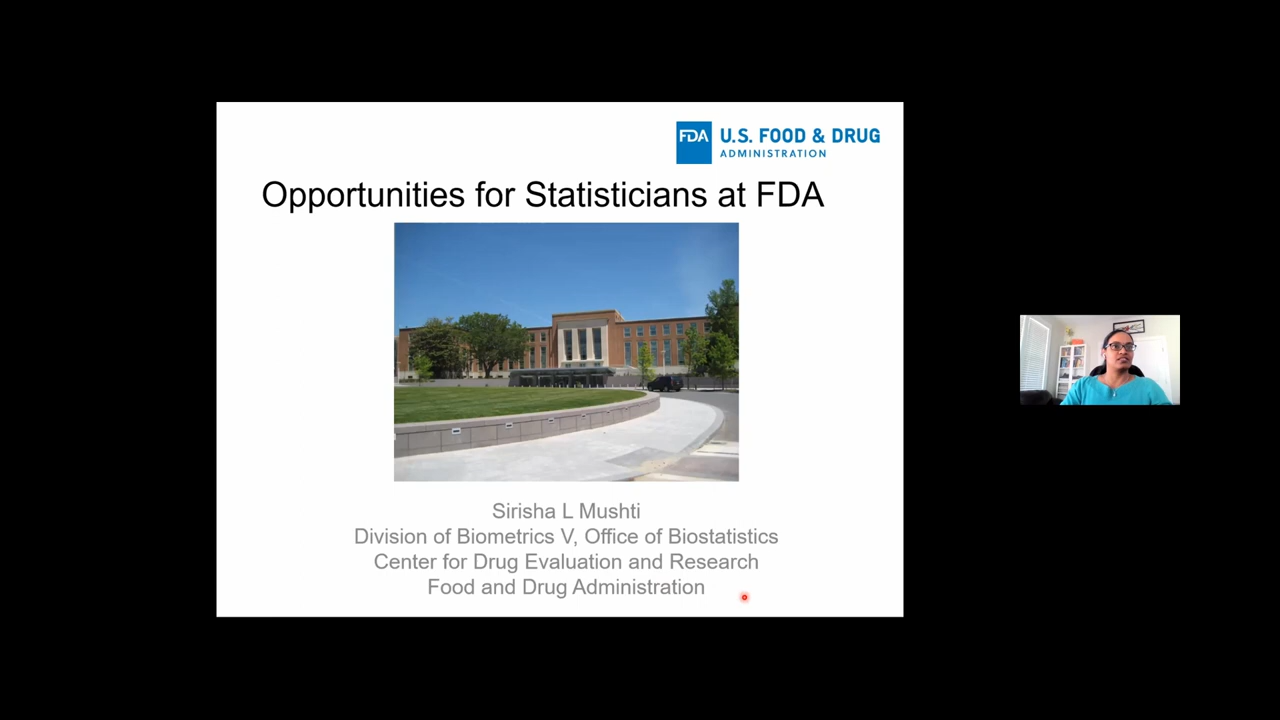 FDA U.S. FOOD & DRUG
ADMINISTRATION
Opportunities for Statisticians at FDA
Sirisha L Mushti
Division of Biometrics V, Office of Biostatistics
Center for Drug Evaluation and Research
Food and Drug Administration